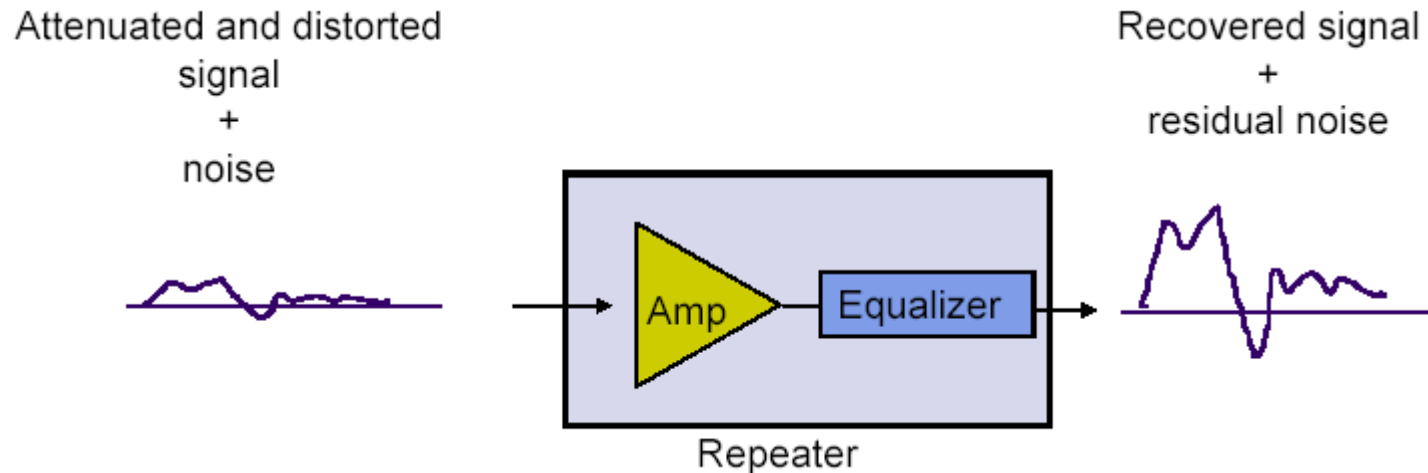 Attenuated and distorted
signal
+
noise
Recovered signal
+
residual noise
Amp
Equalizer
Repeater